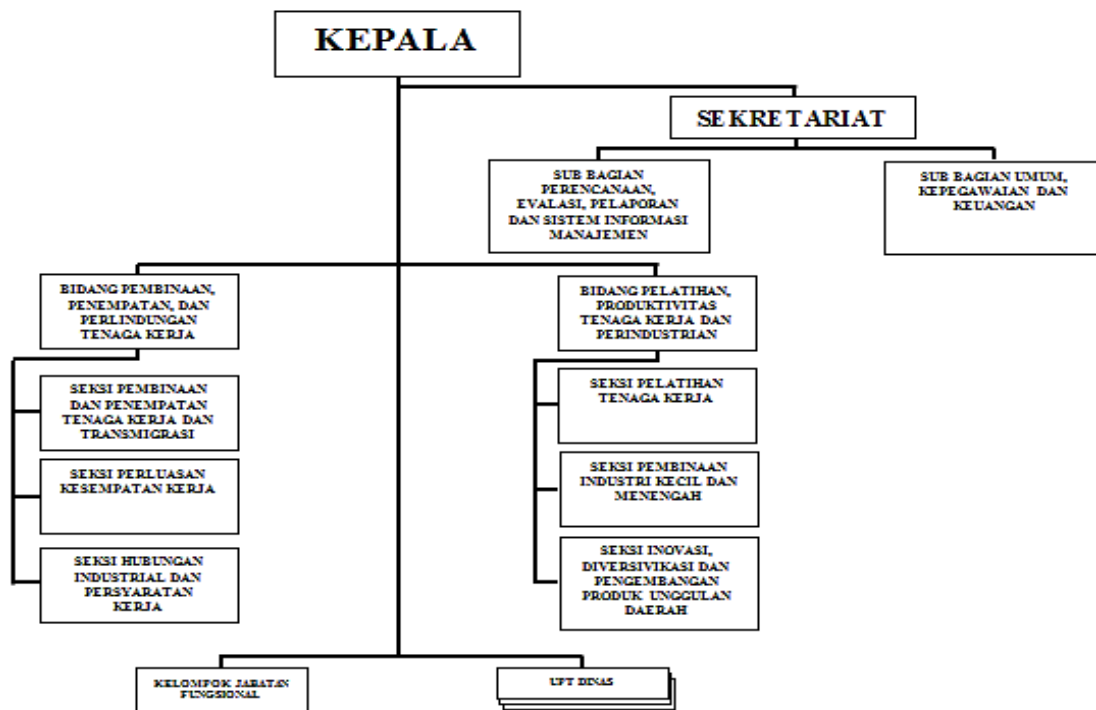 KEPALA
SEKRETARIAT
SUB BAGIAN
PERENCANAAN,
EVALASI, PELAPORAN
DAN SISTEM INFORMASI
MANAJEMEN
SUB BAGIAN UMUM,
KEPEGAWAIAN DAN
KEUANGAN
BIDANG PEMBINAAN,
PENEMPATAN, DAN
PERLINDUNGAN
TENAGA KERJA
SEKSI PEMBINAAN
DAN PENEMPATAN
TENAGA KERJA DAN
TRANSMIGRASI
SEKSI PERLUASAN
KESEMPATAN KERJA
SEKSI HUBUNGAN
INDUSTRIAL DAN
PERSYARATAN
KERJA
BIDANG PELATIHAN,
PRODUKTIVITAS
TENAGA KERJA DAN
PERINDUSTRIAN
SEKSI PELATIHAN
TENAGA KERJA
SEKSI PEMBINAAN
INDUSTRI KECIL DAN
MENENGAH
SEKSI INOVASI,
DIVERSIVIKASI DAN
PENGEMBANGAN
PRODUK UNGGULAN
DAERAH
KELOMPOK JABATAN
FUNGSIONAL
UPT DINAS